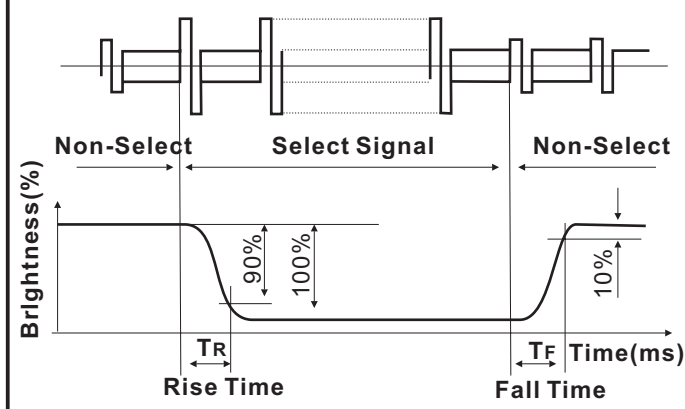 Non-Select Select Signal Non-Select
Brightness(%)
90%
100%
10%
TR TF Time(ms)
Rise Time Fall Time